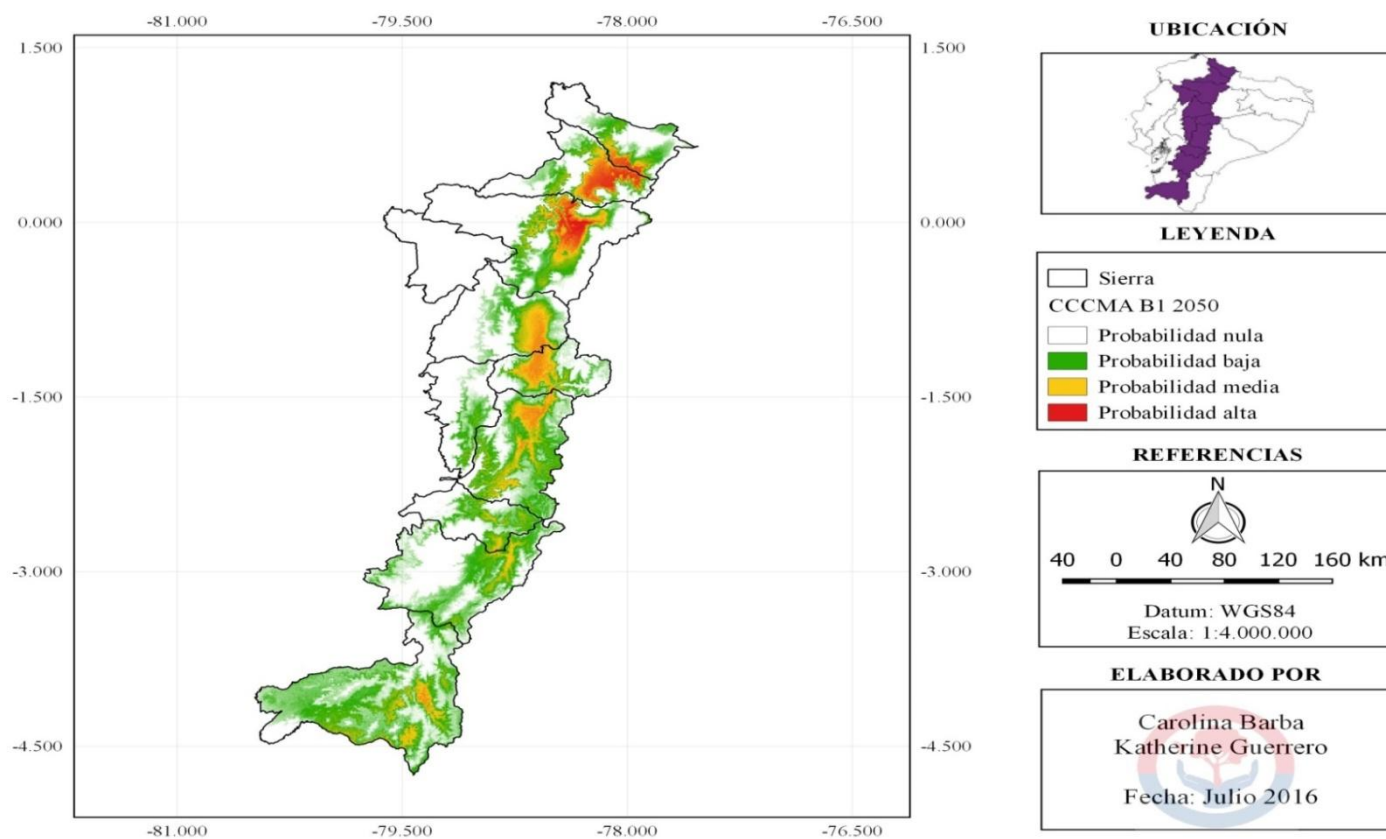 -81.000 -79.500 -78.000 -76.500
1.500 1.500
0.000 0.000
-1.500 -1.500
-3.000 -3.000
-4.500 -4.500
-81.000 -79.500 -78.000 -76.500
UBICACIÓN
LEYENDA
Sierra
CCCMA B1 2050
Probabilidad nula
Probabilidad baja
Probabilidad media
Probabilidad alta
REFERENCIAS
N
40 0 40 80 120 160 km
Datum: WGS84
Escala: 1:4.000.000
ELABORADO POR
Carolina Barba
Katherine Guerrero
Fecha: Julio 2016